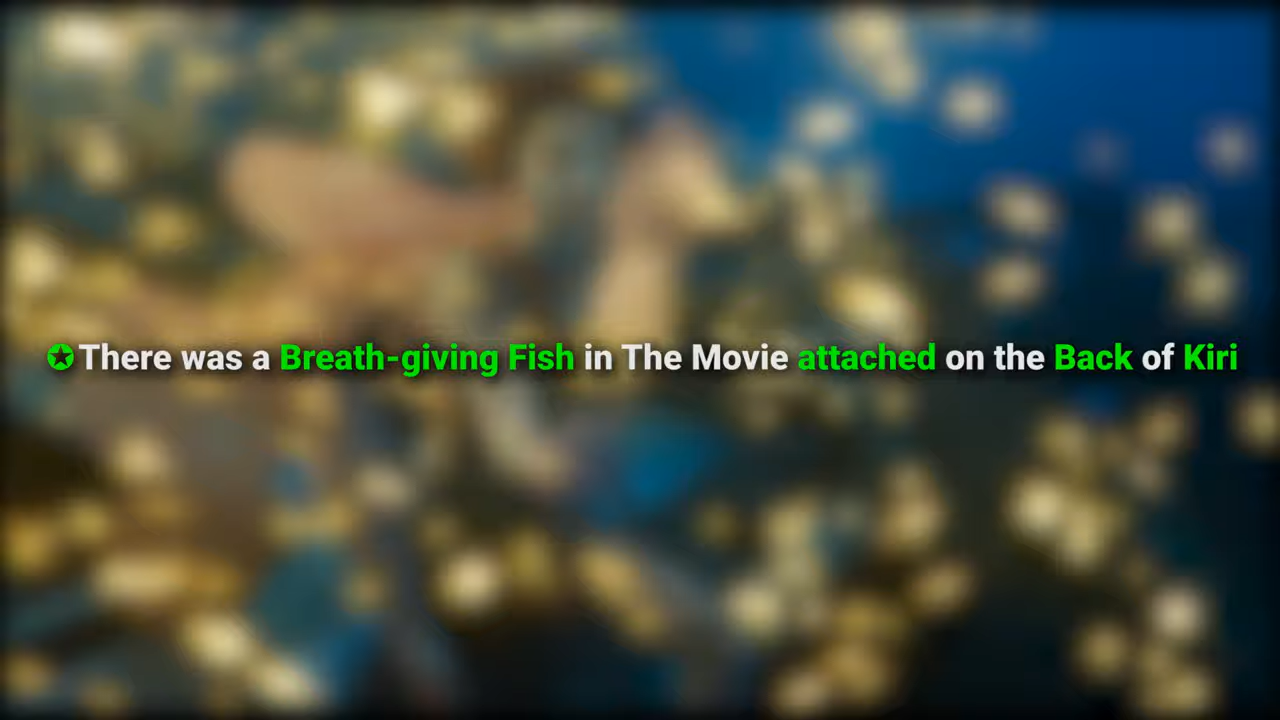 ✪There was a Breath-giving Fish in The Movie attached on the Back of Kiri